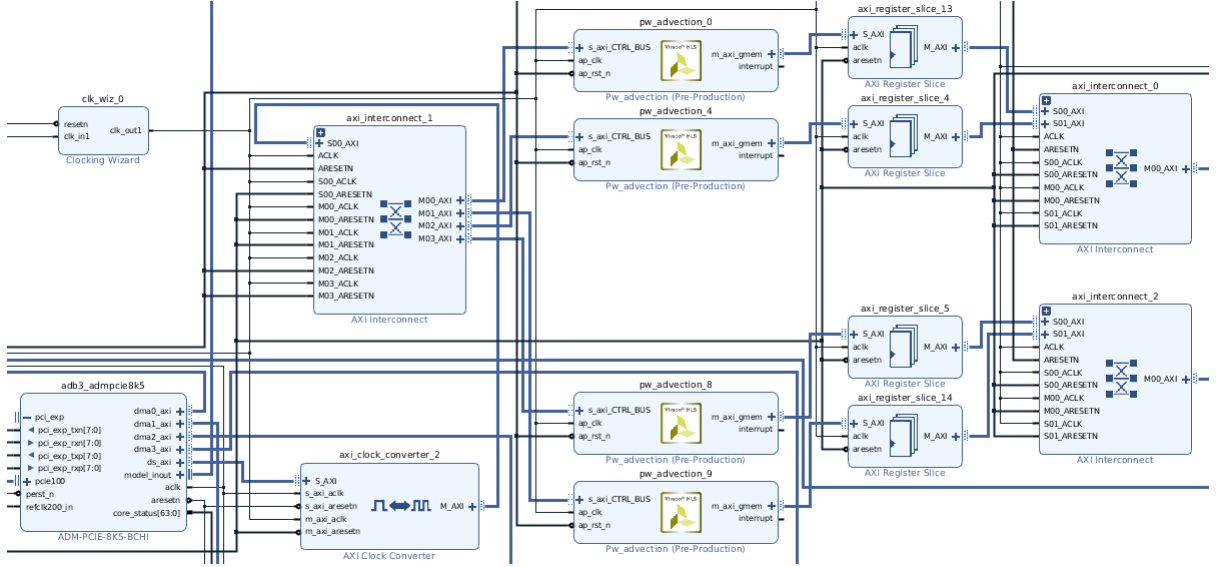 clk_wiz_0
resetn
clk_in1
clk_out1
Clocking Wizard
axi_interconnect_1
S00_AXI
ACLK
ARESETN
S00_ACLK
S00_ARESETN
M00_ACLK
M00_ARESETN
M01_ACLK
M01_ARESETN
M02_ACLK
M02_ARESETN
M03_ACLK
M03_ARESETN
M00_AXI
M01_AXI
M02_AXI
M03_AXI
AXI Interconnect
adb3_admpcie8k5
pci_exp
pci_exp_txn[7:0]
pci_exp_rxn[7:0]
pci_exp_txp[7:0]
pci_exp_rxp[7:0]
pcie100
perst_n
refclk200_in
dma0_axi
dma1_axi
dma2_axi
dma3_axi
ds_axi
model_inout
aclk
aresetn
core_status[63:0]
ADM-PCIE-8K5-BCHI
axi_clock_converter_2
S_AXI
s_axi_aclk
s_axi_aresetn
m_axi_aclk
m_axi_aresetn
M_AXI
AXI Clock Converter
pw_advection_0
s_axi_CTRL_BUS
ap_clk
ap_rst_n
Vivado™ HLS
m_axi_gmem
interrupt
Pw_advection (Pre-Production)
pw_advection_4
s_axi_CTRL_BUS
ap_clk
ap_rst_n
Vivado™ HLS
m_axi_gmem
interrupt
Pw_advection (Pre-Production)
pw_advection_8
s_axi_CTRL_BUS
ap_clk
ap_rst_n
Vivado™ HLS
m_axi_gmem
interrupt
Pw_advection (Pre-Production)
pw_advection_9
s_axi_CTRL_BUS
ap_clk
ap_rst_n
Vivado™ HLS
m_axi_gmem
interrupt
Pw_advection (Pre-Production)
axi_register_slice_13
S_AXI
aclk
aresetn
M_AXI
AXI Register Slice
axi_register_slice_4
S_AXI
aclk
aresetn
M_AXI
AXI Register Slice
axi_register_slice_5
S_AXI
aclk
aresetn
M_AXI
AXI Register Slice
axi_register_slice_14
S_AXI
aclk
aresetn
M_AXI
AXI Register Slice
axi_interconnect_0
S00_AXI
S01_AXI
ACLK
ARESETN
S00_ACLK
S00_ARESETN
M00_ACLK
M00_ARESETN
S01_ACLK
S01_ARESETN
M00_AXI
AXI Interconnect
axi_interconnect_2
S00_AXI
S01_AXI
ACLK
ARESETN
S00_ACLK
S00_ARESETN
M00_ACLK
M00_ARESETN
S01_ACLK
S01_ARESETN
M00_AXI
AXI Interconnect